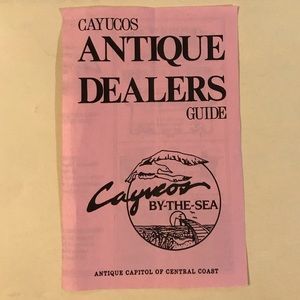 CAYUCOS
ANTIQUE
DEALERS
GUIDE
Cayucos
BY-THE-SEA
ANTIQUE CAPITOL OF CENTRAL COAST